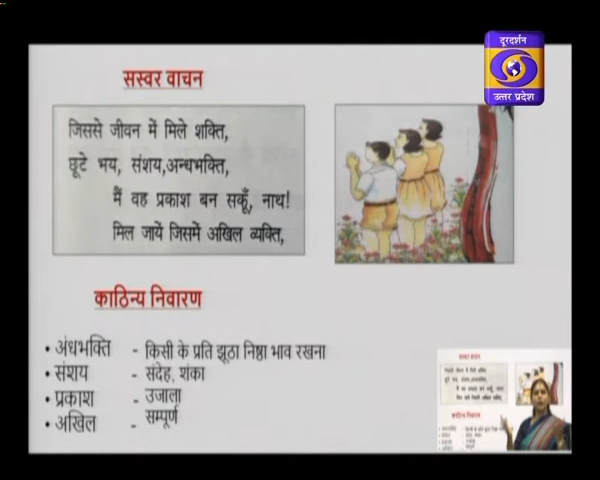 दूरदर्शन
उत्तर प्रदेश
सस्वर वाचन
जिससे जीवन में मिले शक्ति,
छूटे भय, संशय,अन्धभक्ति,
मैं वह प्रकाश बन सकूँ, नाथ!
मिल जायें जिसमें अखिल व्यक्ति,
काठिन्य निवारण
• अंधभक्ति - किसी के प्रति झूठा निष्ठा भाव रखना
• संशय - संदेह, शंका
• प्रकाश - उजाला
• अखिल - सम्पूर्ण